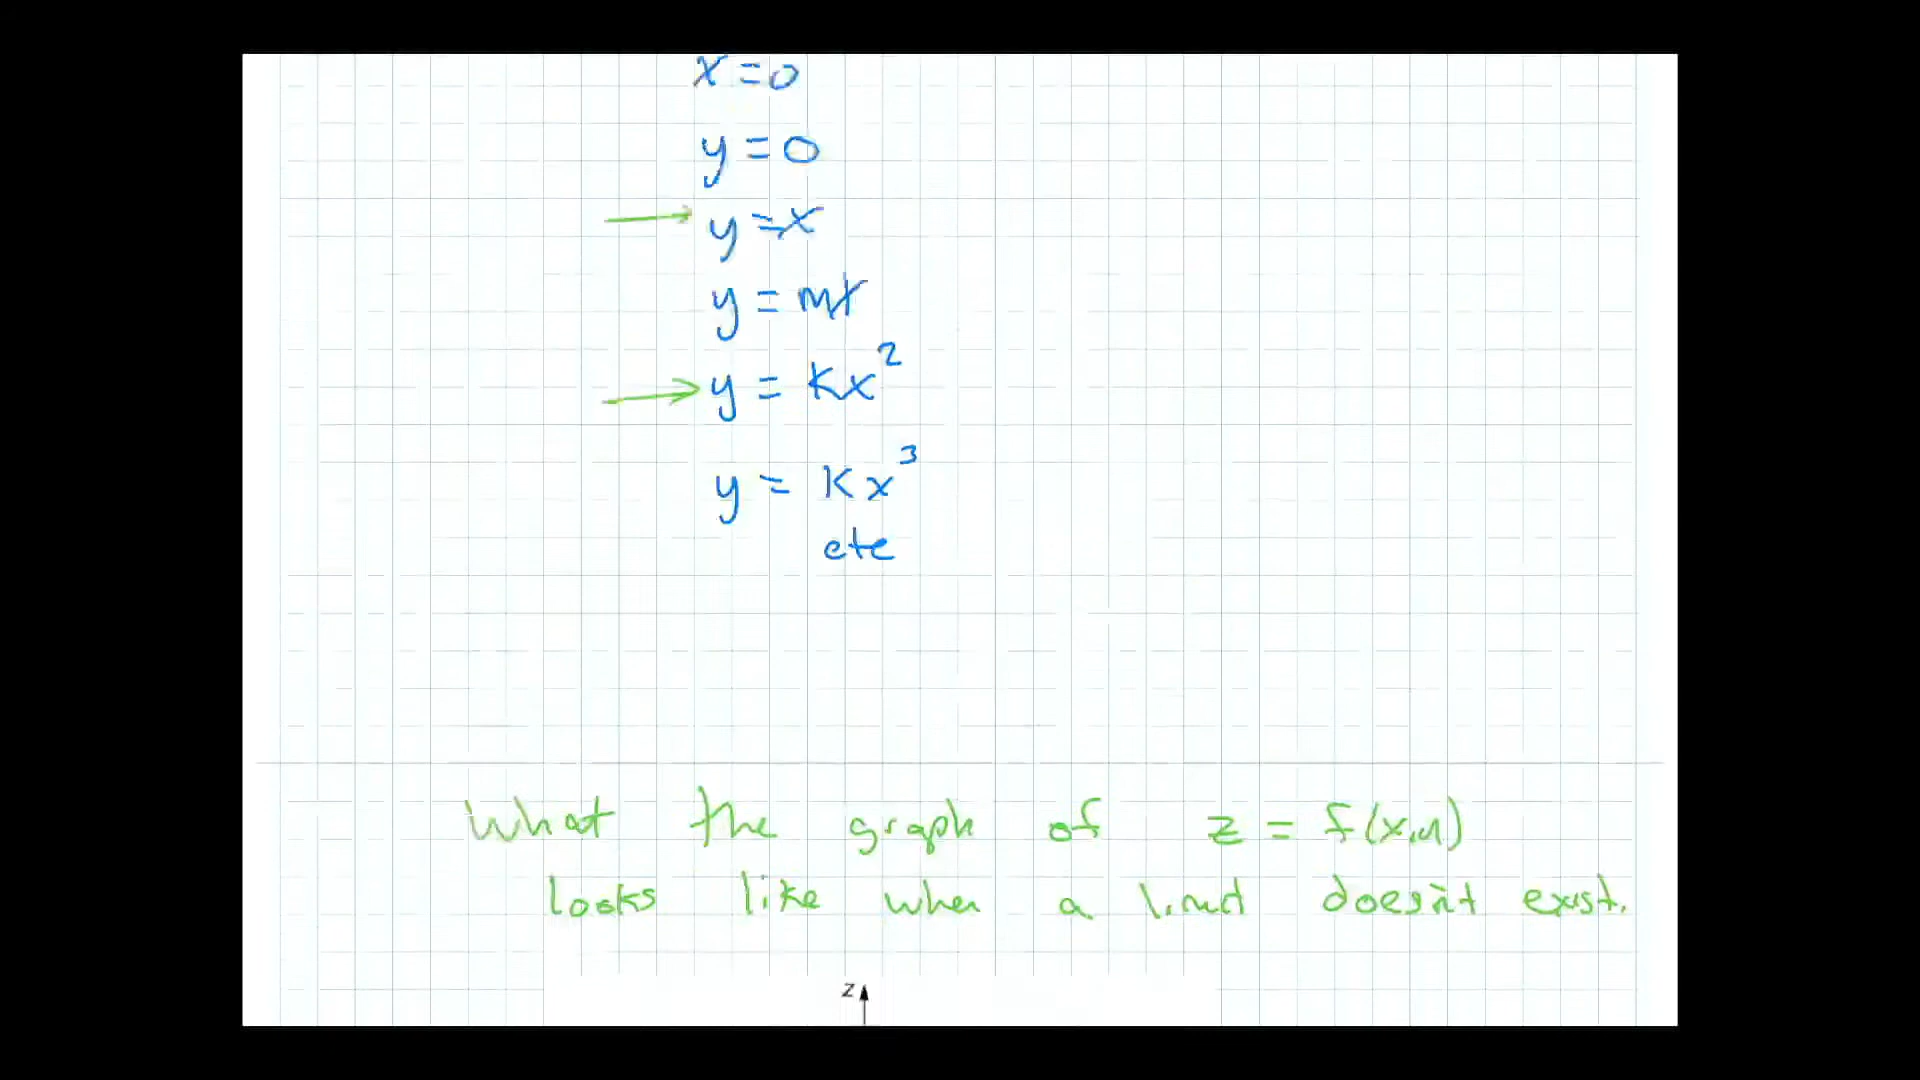 x = 0
y = 0
y = x
y = mx
y = kx²
y = kx³
etc
What the graph of z = f(x,y)
looks like when a limit doesn't exist.
z